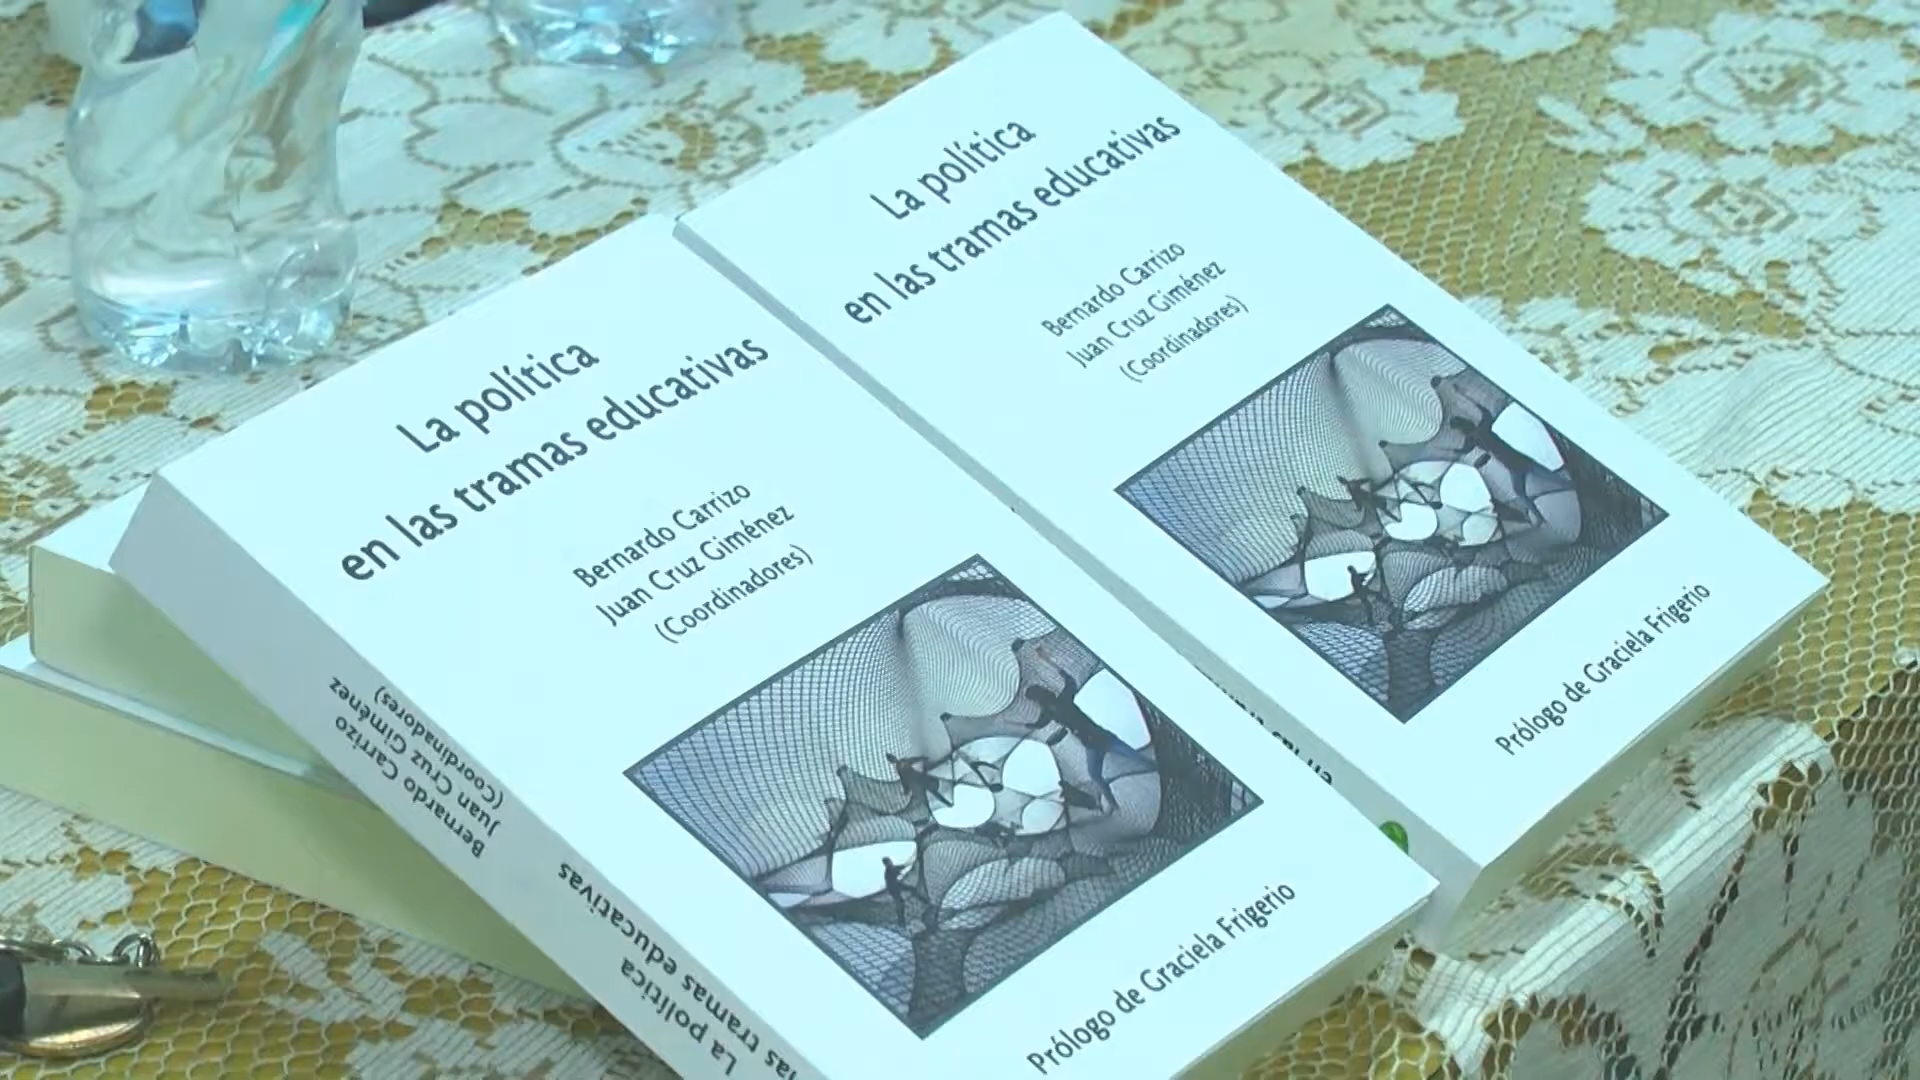 La política
en las tramas educativas
Bernardo Carrizo
Juan Cruz Giménez
(Coordinadores)
Prólogo de Graciela Frigerio
La política
en las tramas educativas
Bernardo Carrizo
Juan Cruz Giménez
(Coordinadores)
Prólogo de Graciela Frigerio
Bernardo Carrizo
Juan Cruz Giménez
(Coordinadores)
La política
tramas educativas
en las